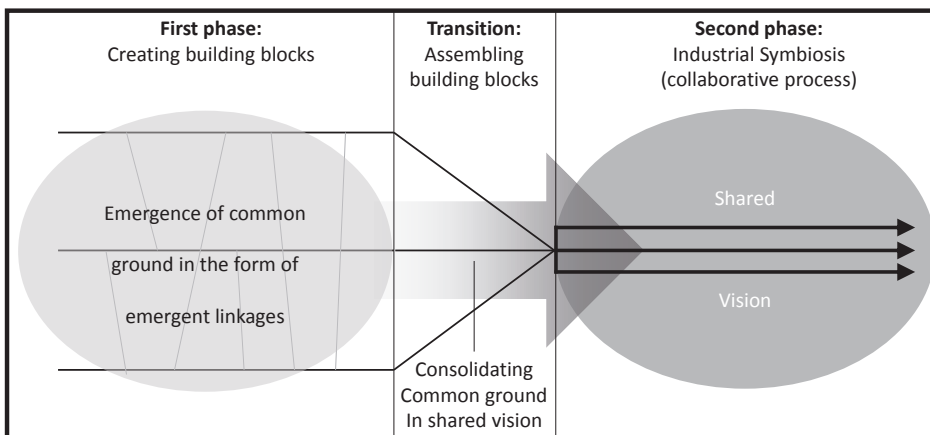 First phase:
Creating building blocks
Transition:
Assembling
building blocks
Second phase:
Industrial Symbiosis
(collaborative process)
Emergence of common
ground in the form of
emergent linkages
Consolidating
Common ground
In shared vision
Shared
Vision